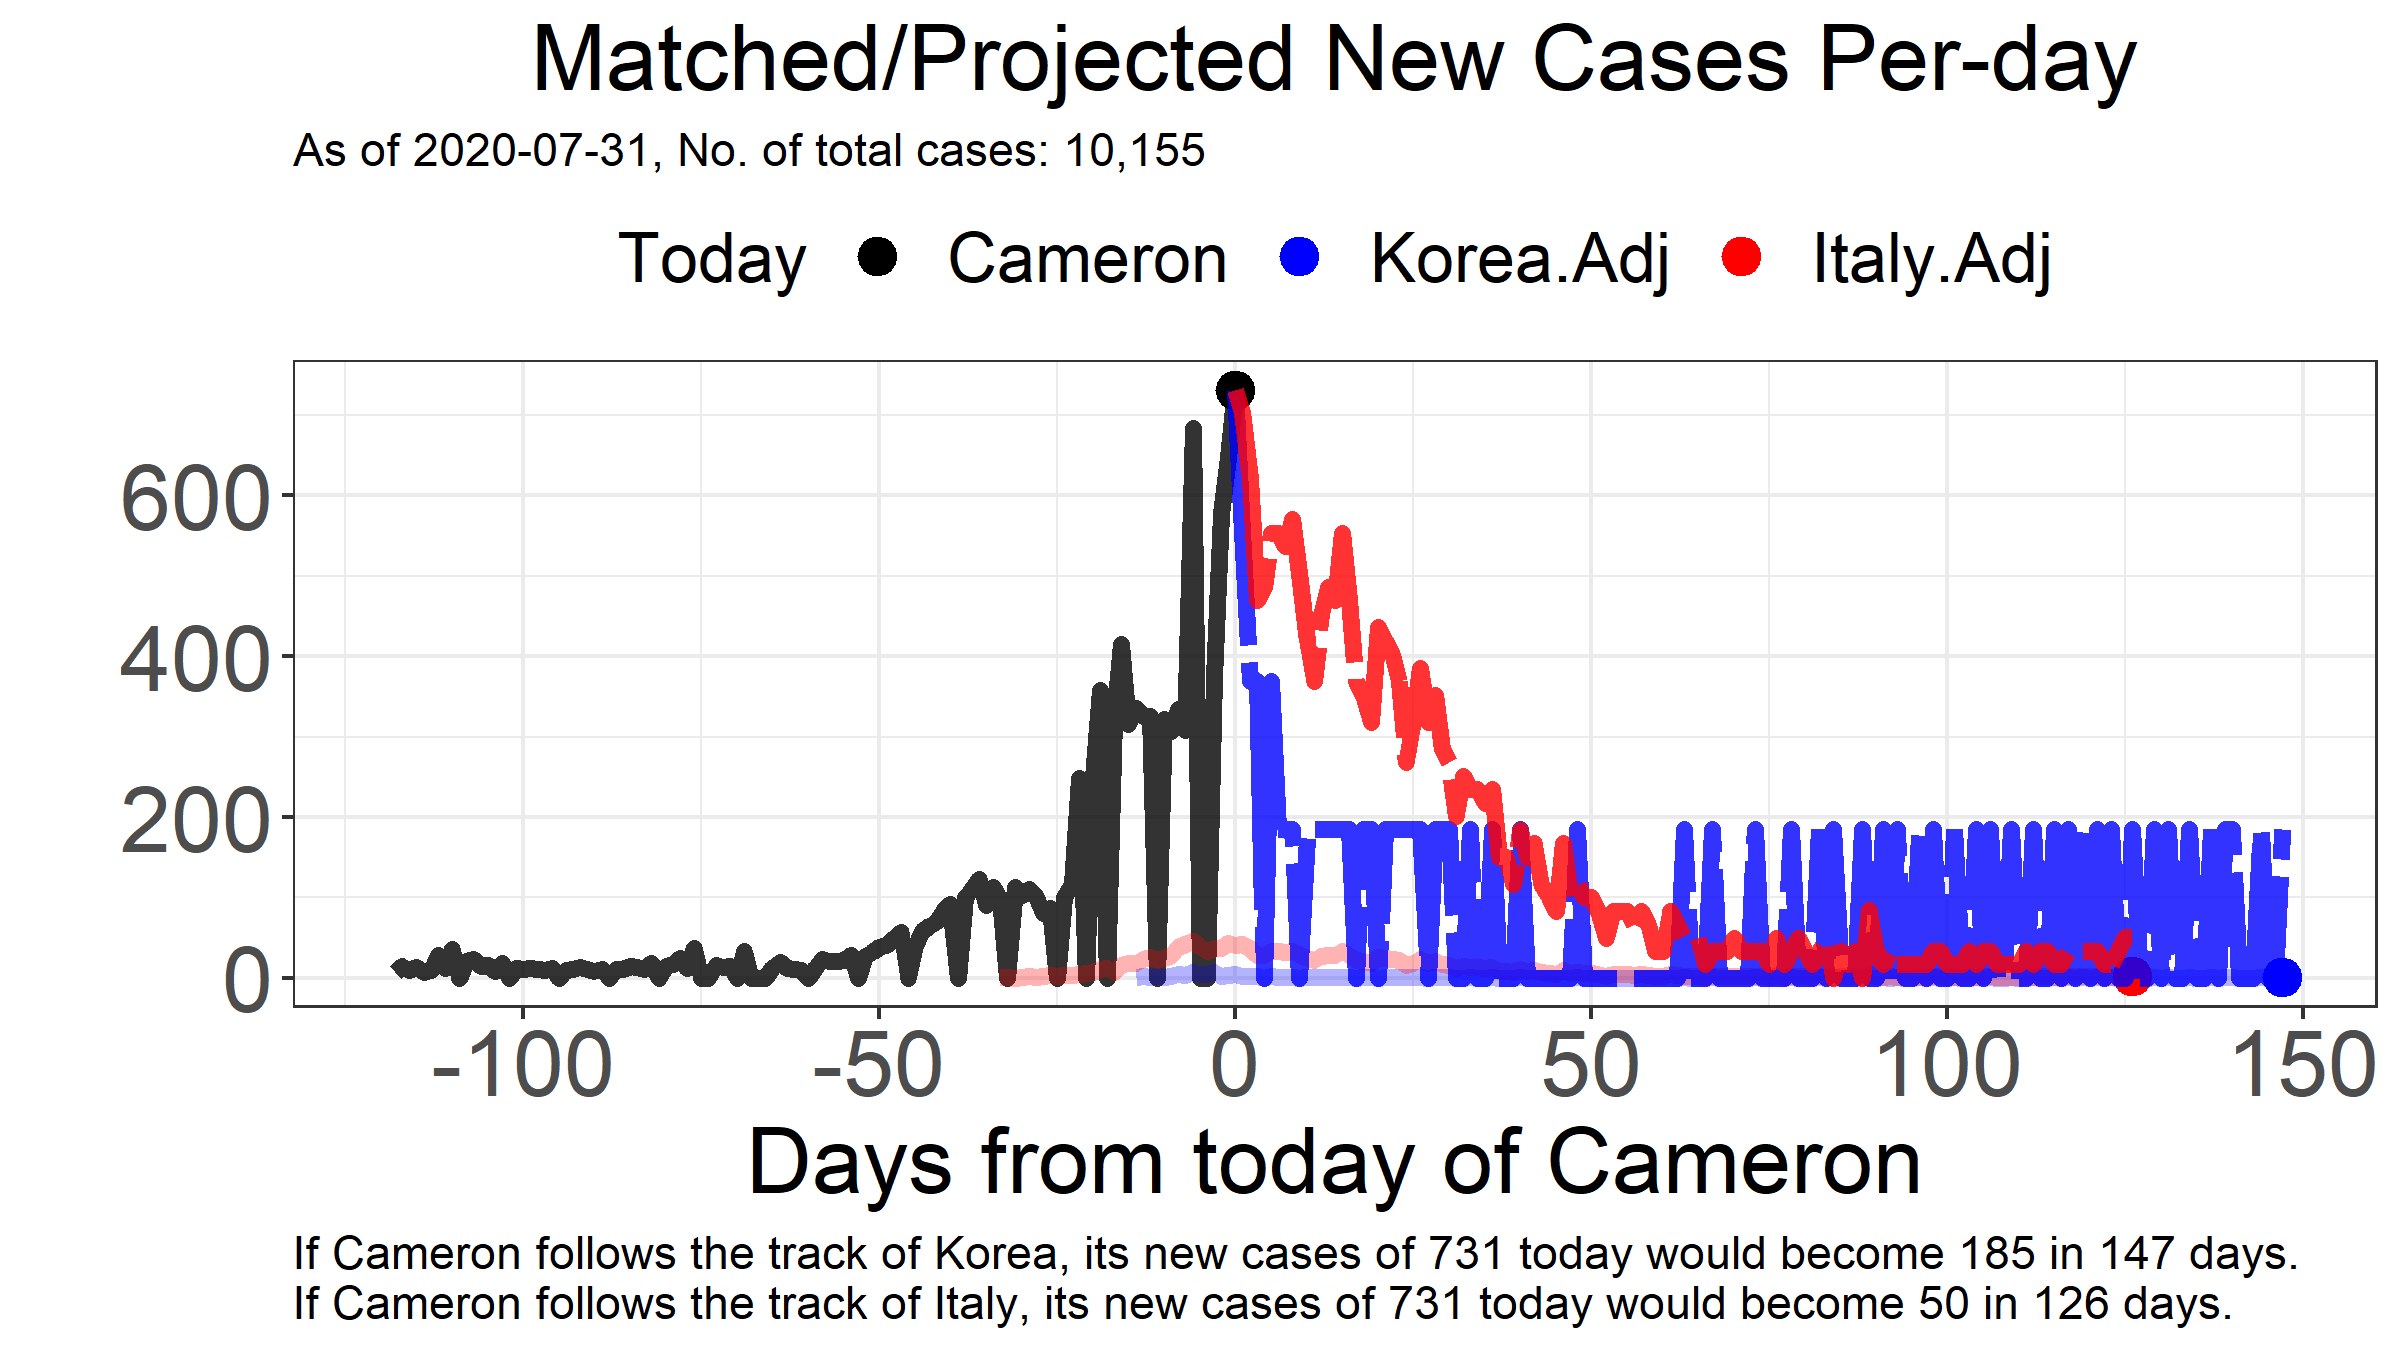 Matched/Projected New Cases Per-day
As of 2020-07-31, No. of total cases: 10,155
Today Cameron Korea.Adj Italy.Adj
600
400
200
0
-100 -50 0 50 100 150
Days from today of Cameron
If Cameron follows the track of Korea, its new cases of 731 today would become 185 in 147 days.
If Cameron follows the track of Italy, its new cases of 731 today would become 50 in 126 days.